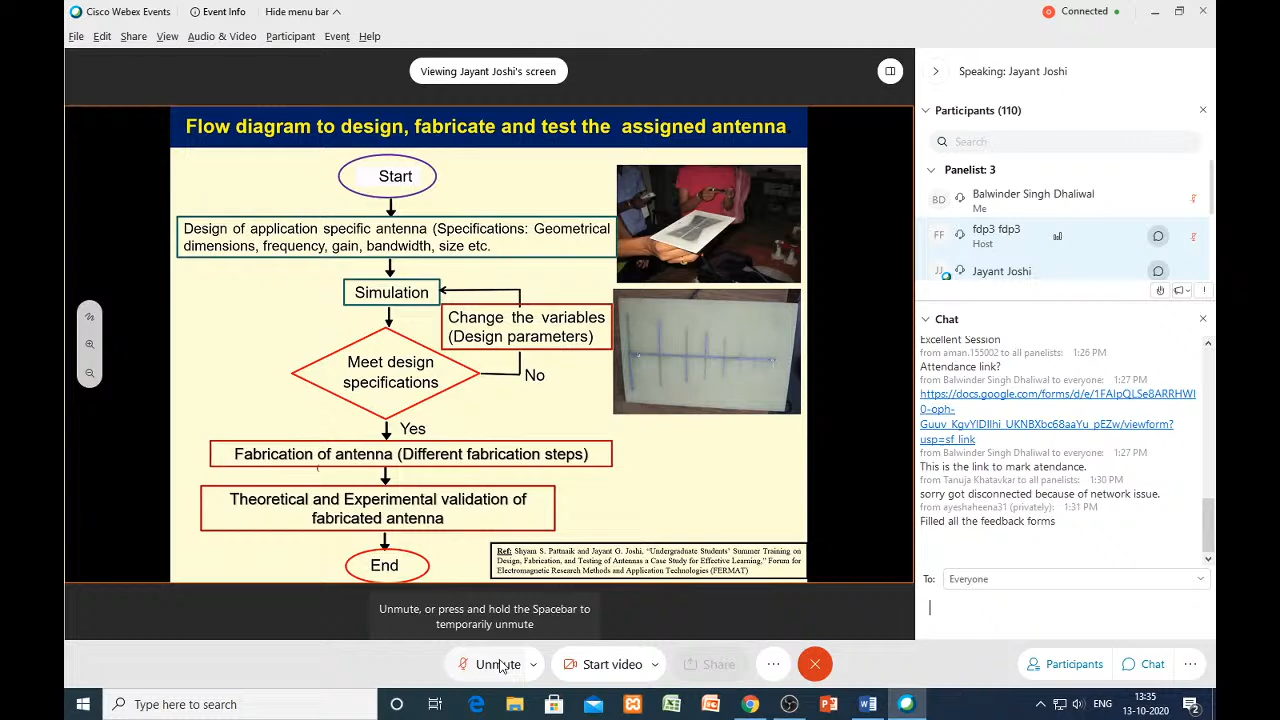 Cisco Webex Events
Event Info
Hide menu bar
Connected
File Edit Share View Audio & Video Participant Event Help
Viewing Jayant Joshi's screen
Speaking: Jayant Joshi
Flow diagram to design, fabricate and test the assigned antenna
Start
Design of application specific antenna (Specifications: Geometrical
dimensions, frequency, gain, bandwidth, size etc.
Simulation
Change the variables
(Design parameters)
Meet design
specifications
No
Yes
Fabrication of antenna (Different fabrication steps)
Theoretical and Experimental validation of
fabricated antenna
End
Ref: Shyam S. Pattnaik and Jayant G. Joshi, "Undergraduate Students' Summer Training on
Design, Fabrication, and Testing of Antennas a Case Study for Effective Learning," Forum for
Electromagnetic Research Methods and Application Technologies (FERMAT)
Unmute, or press and hold the Spacebar to
temporarily unmute
Unmute
Start video
Share
Participants (110)
Search
Panelist: 3
BD
Balwinder Singh Dhaliwal
Me
FF
fdp3 fdp3
Host
JJ
Jayant Joshi
Chat
Excellent Session
from aman.155002 to all panelists: 1:26 PM
Attendance link?
from Balwinder Singh Dhaliwal to everyone: 1:27 PM
https://docs.google.com/forms/d/e/1FAIpQLSe8ARRHWI
0-oph-
Guuv_KgvYIDIIhi_UKNBXbc68aaYu_pEZw/viewform?
usp=sf_link
from Balwinder Singh Dhaliwal to everyone: 1:27 PM
This is the link to mark attendance.
from Tanuja Khatavkar to all panelists: 1:30 PM
sorry got disconnected because of network issue.
from ayeshaheena31 (privately): 1:31 PM
Filled all the feedback forms
To:
Everyone
Participants
Chat
Type here to search
ENG
13:35
13-10-2020
2